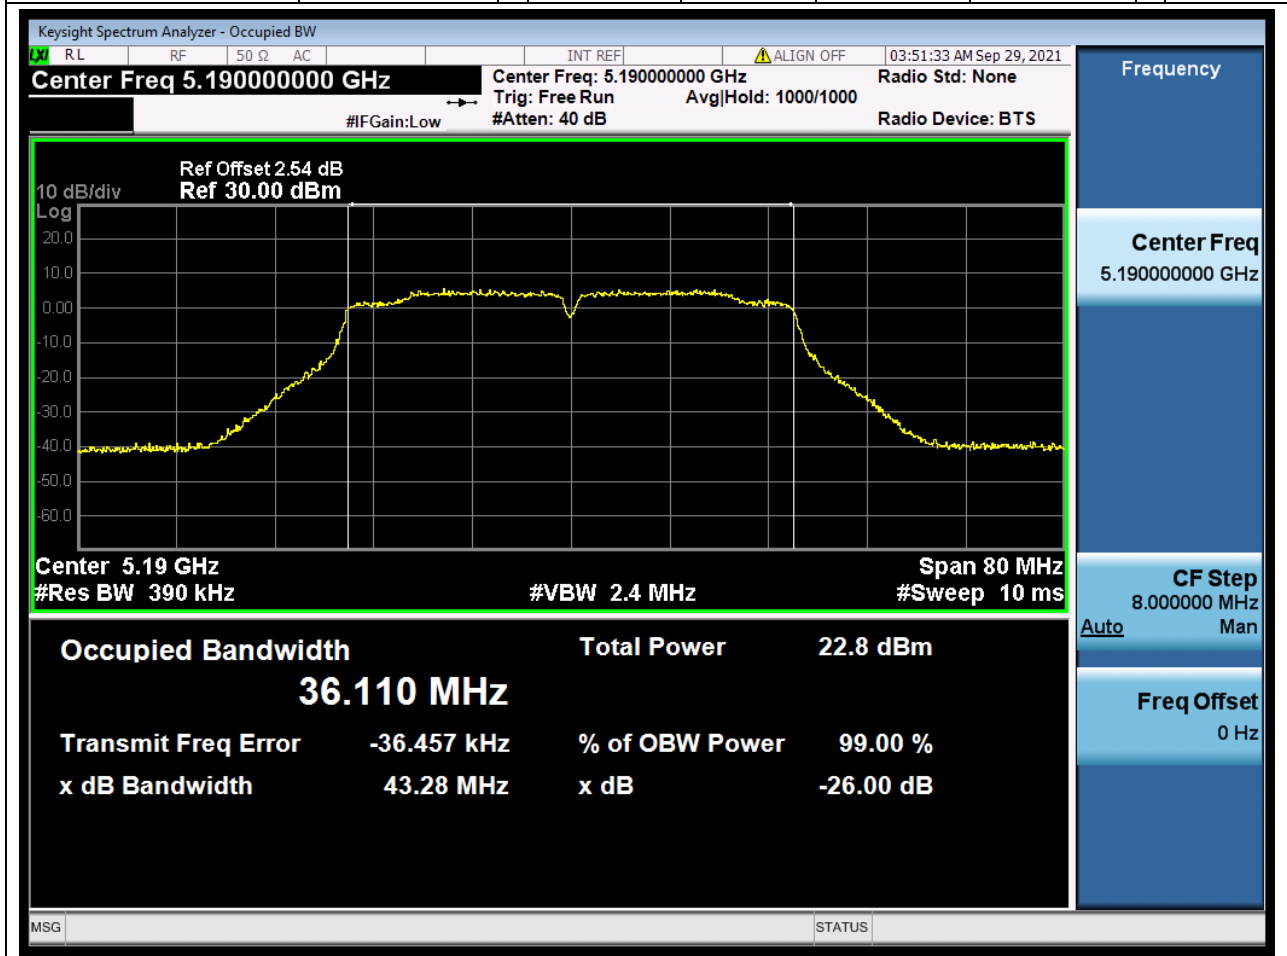 Keysight Spectrum Analyzer - Occupied BW
LXI RL RF 50 Ω AC INT REF ALIGN OFF 03:51:33 AM Sep 29, 2021
Center Freq 5.190000000 GHz
Center Freq: 5.190000000 GHz
Radio Std: None
Trig: Free Run Avg|Hold: 1000/1000
#IFGain:Low
#Atten: 40 dB
Radio Device: BTS
Ref Offset 2.54 dB
10 dB/div Ref 30.00 dBm
Log
20.0
10.0
0.00
-10.0
-20.0
-30.0
-40.0
-50.0
-60.0
Center 5.19 GHz Span 80 MHz
#Res BW 390 kHz #VBW 2.4 MHz #Sweep 10 ms
Occupied Bandwidth Total Power 22.8 dBm
36.110 MHz
Transmit Freq Error -36.457 kHz % of OBW Power 99.00 %
x dB Bandwidth 43.28 MHz x dB -26.00 dB
MSG STATUS
Frequency
Center Freq
5.190000000 GHz
CF Step
8.000000 MHz
Auto Man
Freq Offset
0 Hz